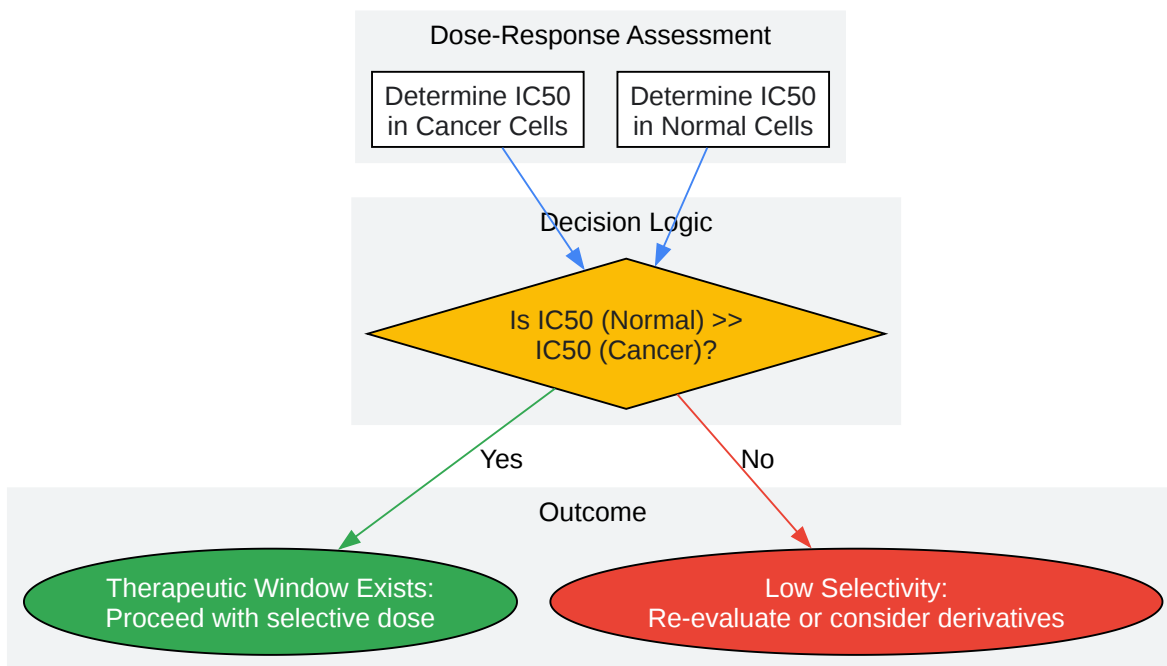 Dose-Response Assessment
Determine IC50
in Cancer Cells
Determine IC50
in Normal Cells
Decision Logic
Is IC50 (Normal) >>
IC50 (Cancer)?
Yes
No
Outcome
Therapeutic Window Exists:
Proceed with selective dose
Low Selectivity:
Re-evaluate or consider derivatives